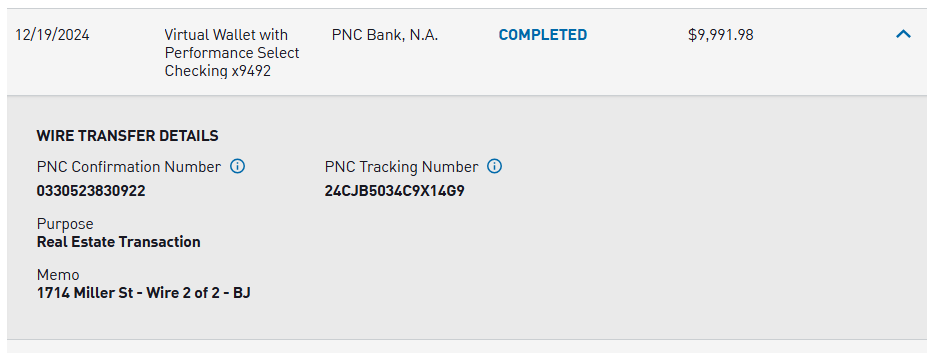 12/19/2024 Virtual Wallet with PNC Bank, N.A. COMPLETED $9,991.98
Performance Select
Checking x9492
WIRE TRANSFER DETAILS
PNC Confirmation Number PNC Tracking Number
0330523830922 24CJB5034C9X14G9
Purpose
Real Estate Transaction
Memo
1714 Miller St - Wire 2 of 2 - BJ